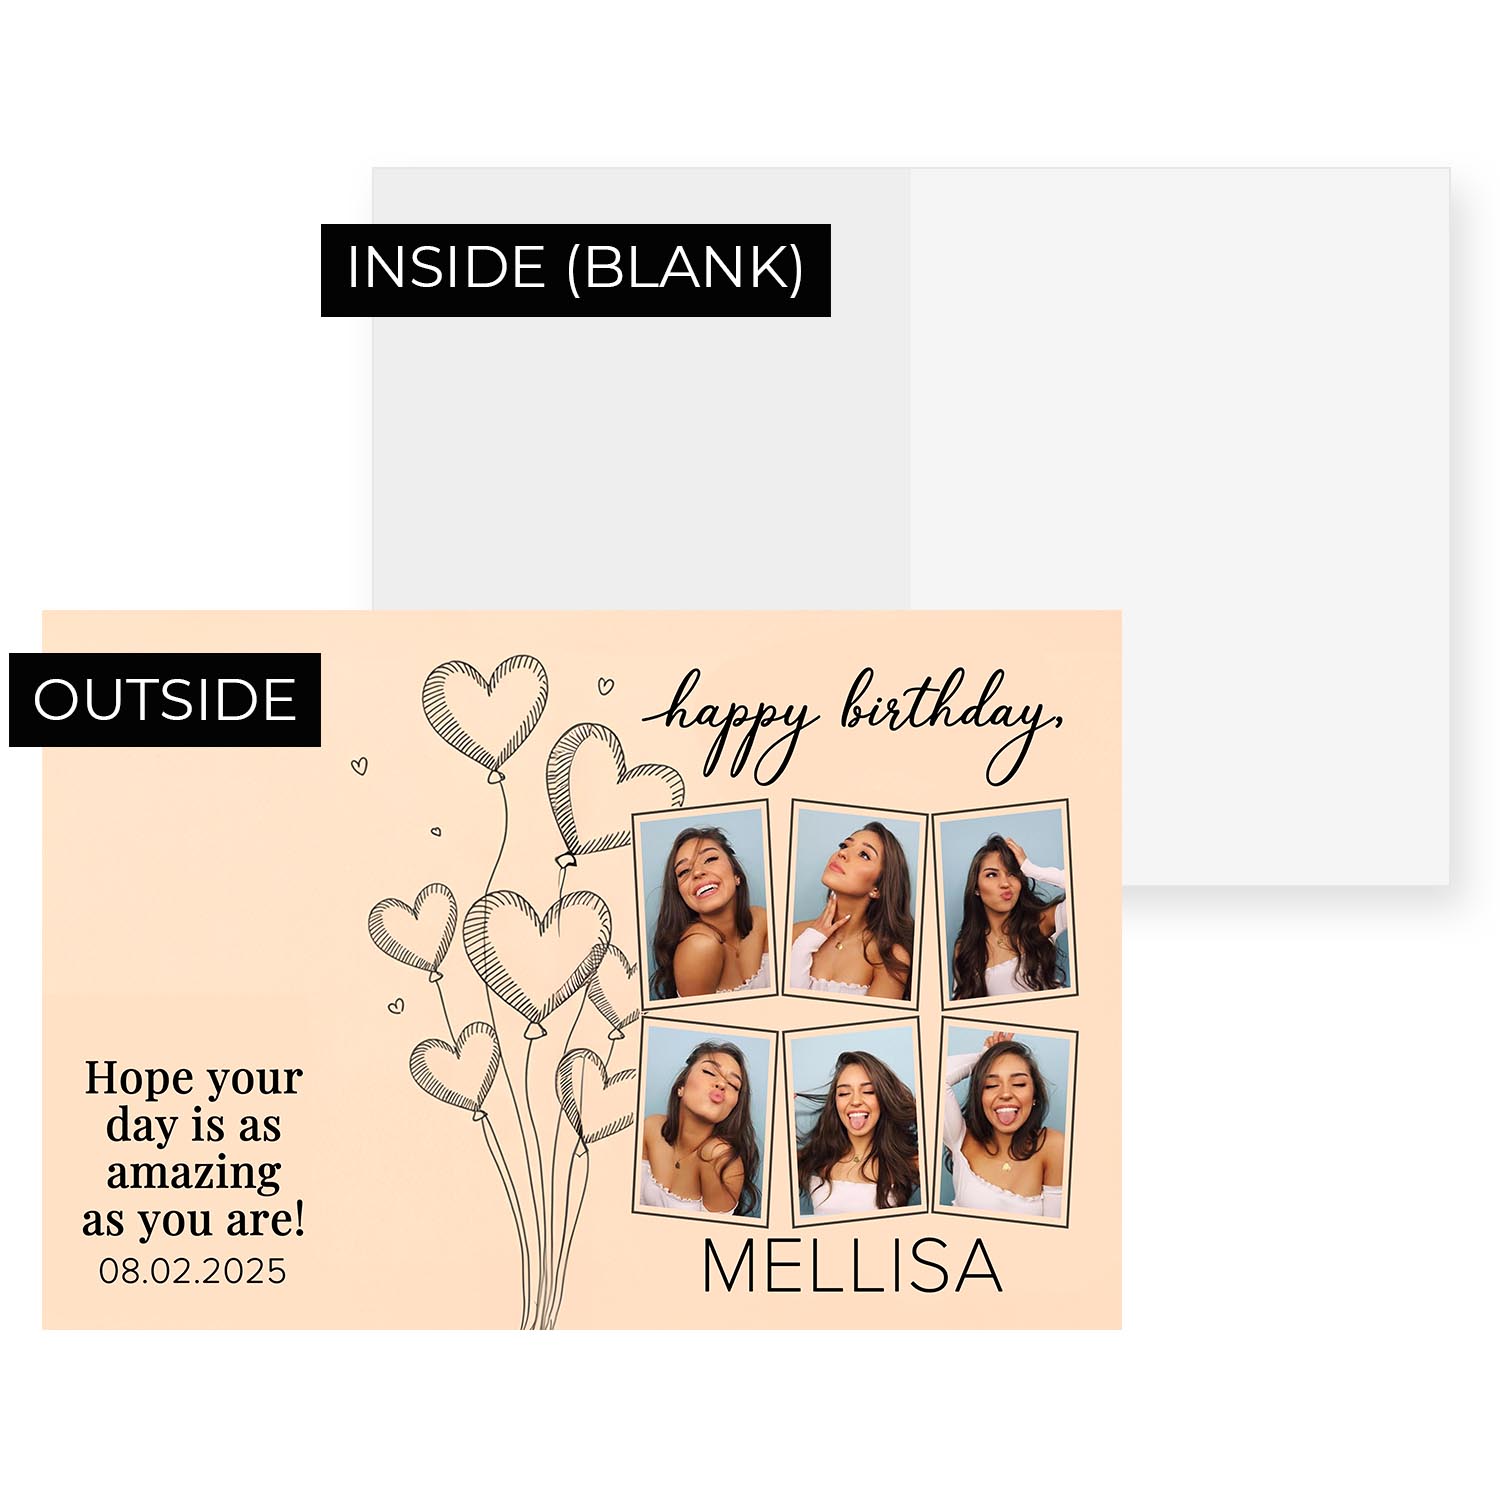 INSIDE (BLANK)
OUTSIDE
happy birthday,
Hope your
day is as
amazing
as you are!
08.02.2025
MELLISA